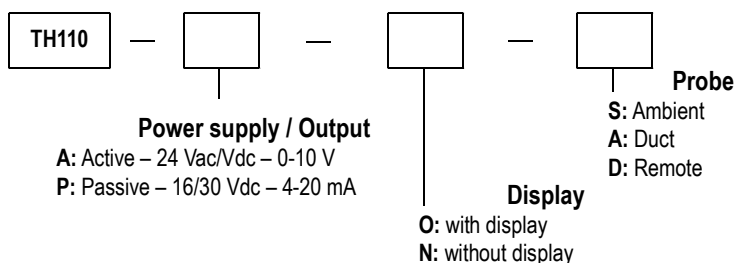 TH110 — — —
Power supply / Output
A: Active – 24 Vac/Vdc – 0-10 V
P: Passive – 16/30 Vdc – 4-20 mA
Display
O: with display
N: without display
Probe
S: Ambient
A: Duct
D: Remote